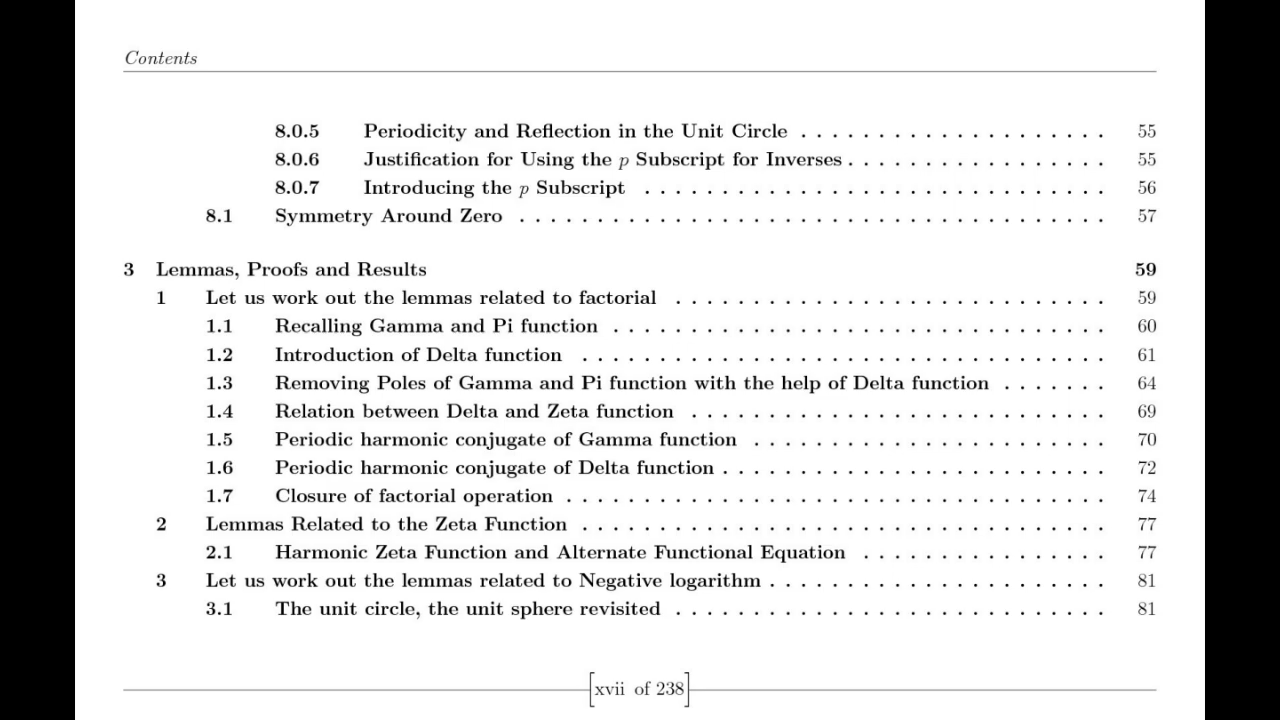 Contents
8.0.5 Periodicity and Reflection in the Unit Circle . . . . . . . . . . . . . . . . . . . . 55
8.0.6 Justification for Using the p Subscript for Inverses . . . . . . . . . . . . . . . . . 55
8.0.7 Introducing the p Subscript . . . . . . . . . . . . . . . . . . . . . . . . . . . . . . 56
8.1 Symmetry Around Zero . . . . . . . . . . . . . . . . . . . . . . . . . . . . . . . . . . . . . . 57
3 Lemmas, Proofs and Results 59
1 Let us work out the lemmas related to factorial . . . . . . . . . . . . . . . . . . . . . . . . . . . . 59
1.1 Recalling Gamma and Pi function . . . . . . . . . . . . . . . . . . . . . . . . . . . . . . . . 60
1.2 Introduction of Delta function . . . . . . . . . . . . . . . . . . . . . . . . . . . . . . . . . . 61
1.3 Removing Poles of Gamma and Pi function with the help of Delta function . . . . . . . 64
1.4 Relation between Delta and Zeta function . . . . . . . . . . . . . . . . . . . . . . . . . . . 69
1.5 Periodic harmonic conjugate of Gamma function . . . . . . . . . . . . . . . . . . . . . . . 70
1.6 Periodic harmonic conjugate of Delta function . . . . . . . . . . . . . . . . . . . . . . . . . 72
1.7 Closure of factorial operation . . . . . . . . . . . . . . . . . . . . . . . . . . . . . . . . . . . 74
2 Lemmas Related to the Zeta Function . . . . . . . . . . . . . . . . . . . . . . . . . . . . . . . . . . 77
2.1 Harmonic Zeta Function and Alternate Functional Equation . . . . . . . . . . . . . . . . 77
3 Let us work out the lemmas related to Negative logarithm . . . . . . . . . . . . . . . . . . . . . . 81
3.1 The unit circle, the unit sphere revisited . . . . . . . . . . . . . . . . . . . . . . . . . . . . 81
[xvii of 238]